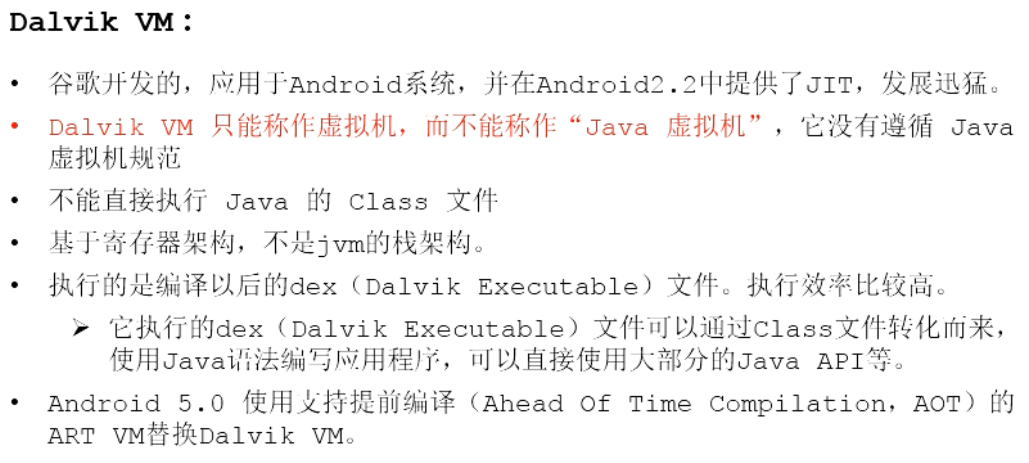 Dalvik VM：
• 谷歌开发的，应用于Android系统，并在Android2.2中提供了JIT，发展迅猛。
• Dalvik VM 只能称作虚拟机，而不能称作“Java 虚拟机”，它没有遵循 Java
虚拟机规范
• 不能直接执行 Java 的 Class 文件
• 基于寄存器架构，不是jvm的栈架构。
• 执行的是编译以后的dex（Dalvik Executable）文件。执行效率比较高。
➢ 它执行的dex（Dalvik Executable）文件可以通过Class文件转化而来，
使用Java语法编写应用程序，可以直接使用大部分的Java API等。
• Android 5.0 使用支持提前编译（Ahead Of Time Compilation，AOT）的
ART VM替换Dalvik VM。